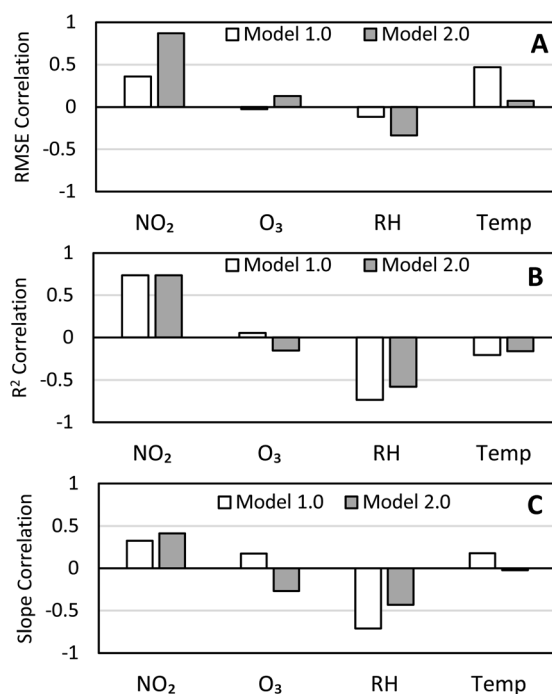 RMSE Correlation
1
0.5
0
-0.5
-1
Model 1.0 Model 2.0
A
NO₂ O₃ RH Temp
R² Correlation
1
0.5
0
-0.5
-1
Model 1.0 Model 2.0
B
NO₂ O₃ RH Temp
Slope Correlation
1
0.5
0
-0.5
-1
Model 1.0 Model 2.0
C
NO₂ O₃ RH Temp